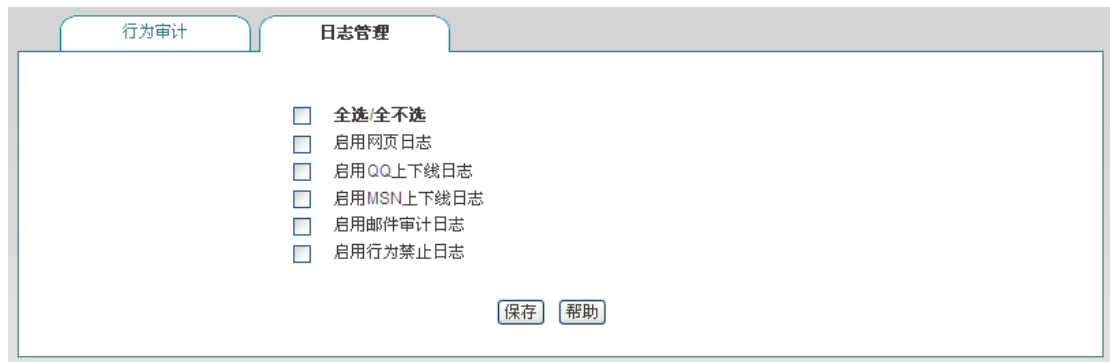 行为审计 日志管理
全选/全不选
启用网页日志
启用QQ上下线日志
启用MSN上下线日志
启用邮件审计日志
启用行为禁止日志
保存 帮助